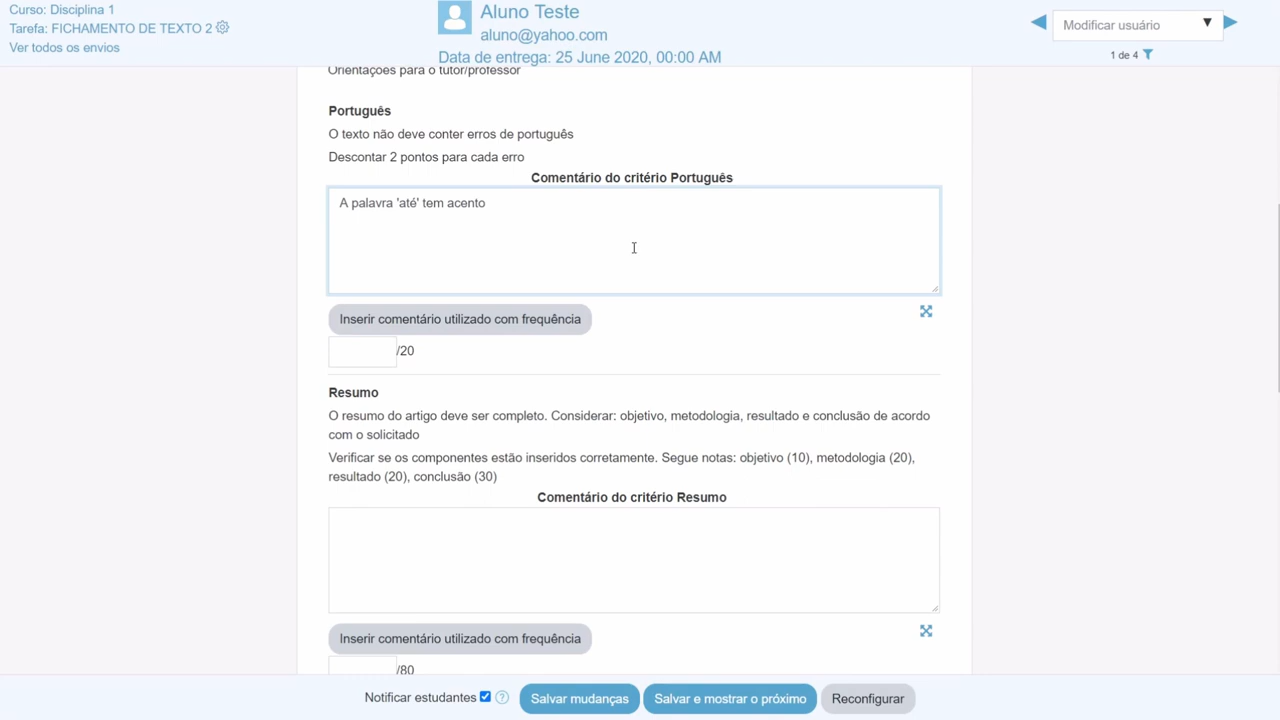 Curso: Disciplina 1
Tarefa: FICHAMENTO DE TEXTO 2
Ver todos os envios
Aluno Teste
aluno@yahoo.com
Data de entrega: 25 June 2020, 00:00 AM
Modificar usuário
1 de 4
Orientações para o tutor/professor
Português
O texto não deve conter erros de português
Descontar 2 pontos para cada erro
Comentário do critério Português
A palavra 'até' tem acento
Inserir comentário utilizado com frequência
/20
Resumo
O resumo do artigo deve ser completo. Considerar: objetivo, metodologia, resultado e conclusão de acordo
com o solicitado
Verificar se os componentes estão inseridos corretamente. Segue notas: objetivo (10), metodologia (20),
resultado (20), conclusão (30)
Comentário do critério Resumo
Inserir comentário utilizado com frequência
/80
Notificar estudantes
Salvar mudanças
Salvar e mostrar o próximo
Reconfigurar